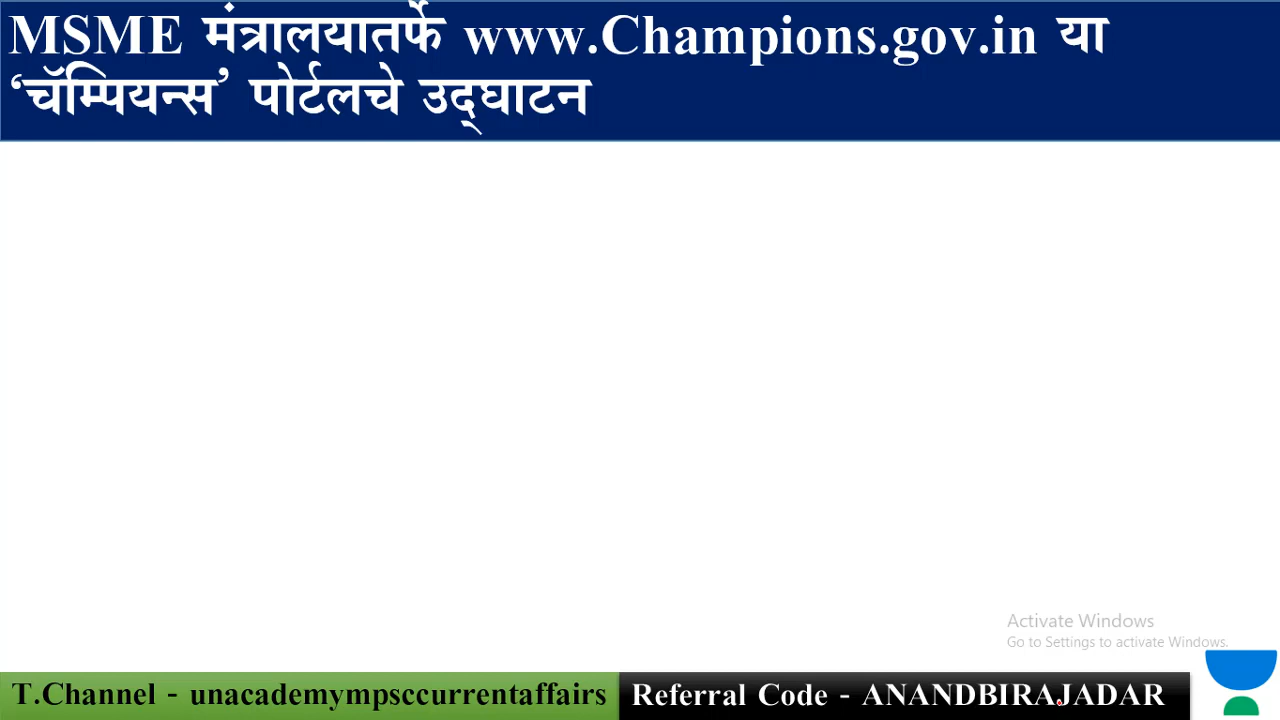 MSME मंत्रालयातर्फे www.Champions.gov.in या
‘चॅम्पियन्स’ पोर्टलचे उद्‌घाटन
Activate Windows
Go to Settings to activate Windows.
T.Channel - unacademympsccurrentaffairs Referral Code - ANANDBIRAJADAR